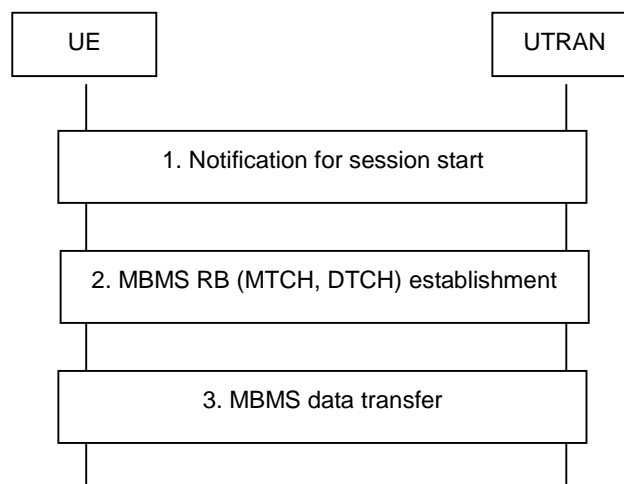 UE
UTRAN
1. Notification for session start
2. MBMS RB (MTCH, DTCH) establishment
3. MBMS data transfer